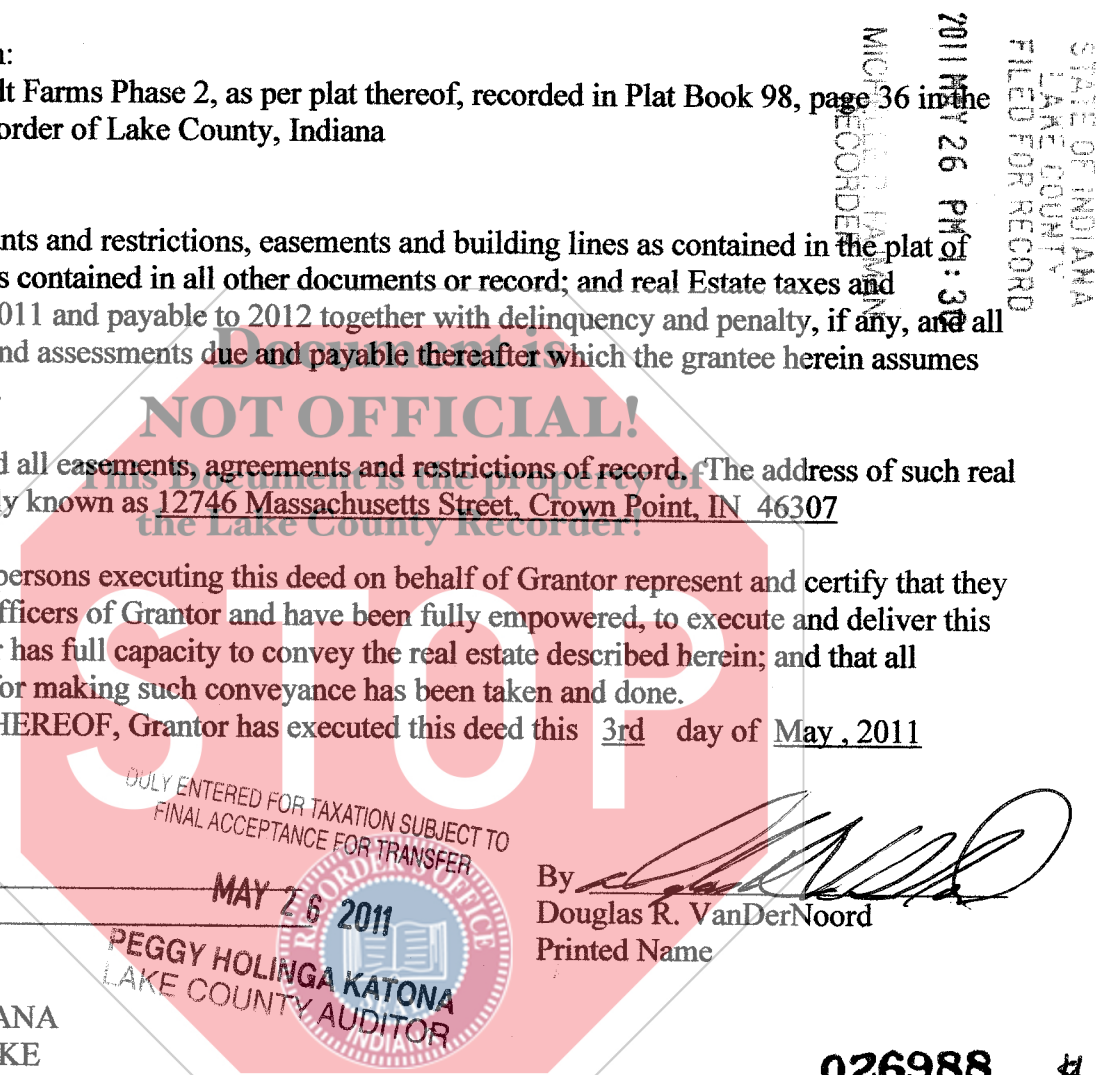 n:
lt Farms Phase 2, as per plat thereof, recorded in Plat Book 98, page 36 in the
order of Lake County, Indiana
nts and restrictions, easements and building lines as contained in the plat of
s contained in all other documents or record; and real Estate taxes and
011 and payable to 2012 together with delinquency and penalty, if any, and all
nd assessments due and payable thereafter which the grantee herein assumes
d all easements, agreements and restrictions of record. The address of such real
y known as 12746 Massachusetts Street, Crown Point, IN 46307
persons executing this deed on behalf of Grantor represent and certify that they
fficers of Grantor and have been fully empowered, to execute and deliver this
r has full capacity to convey the real estate described herein; and that all
for making such conveyance has been taken and done.
HEREOF, Grantor has executed this deed this 3rd day of May , 2011
STATE OF INDIANA
LAKE COUNTY
FILED FOR RECORD
2011 MAY 26 PM 1:30
RECORDER
Document is
NOT OFFICIAL!
This Document is the property of
the Lake County Recorder!
STOP
DULY ENTERED FOR TAXATION SUBJECT TO
FINAL ACCEPTANCE FOR TRANSFER
MAY 26 2011
PEGGY HOLINGA KATONA
LAKE COUNTY AUDITOR
RECORDER'S OFFICE
SEAL
INDIANA
By
Douglas R. VanDerNoord
Printed Name
ANA
KE
026988